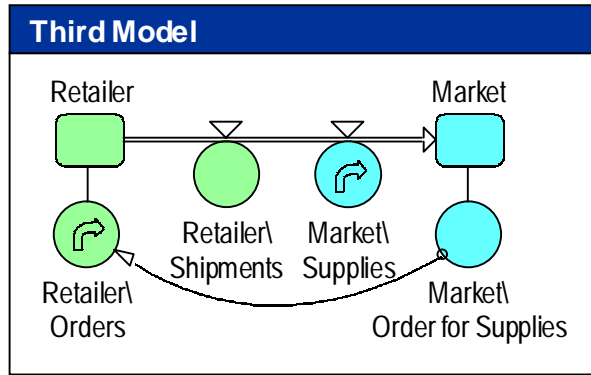 Third Model
Retailer
Market
Retailer\
Shipments
Market\
Supplies
Retailer\
Orders
Market\
Order for Supplies